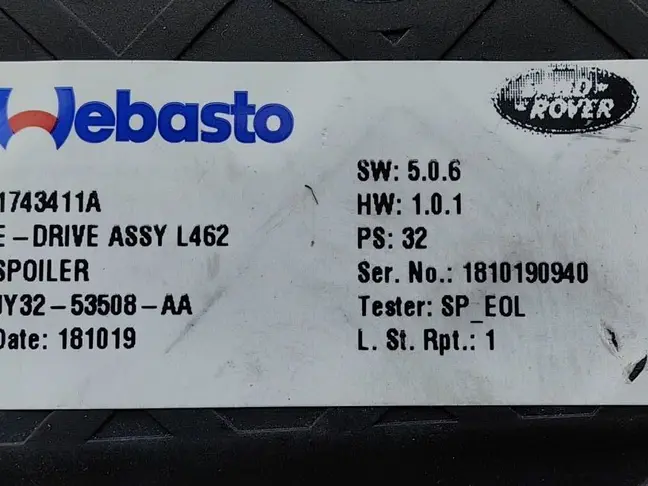 Webasto
1743411A
E-DRIVE ASSY L462
SPOILER
JY32-53508-AA
Date: 181019
ROVER
SW: 5.0.6
HW: 1.0.1
PS: 32
Ser. No.: 1810190940
Tester: SP_EOL
L. St. Rpt.: 1